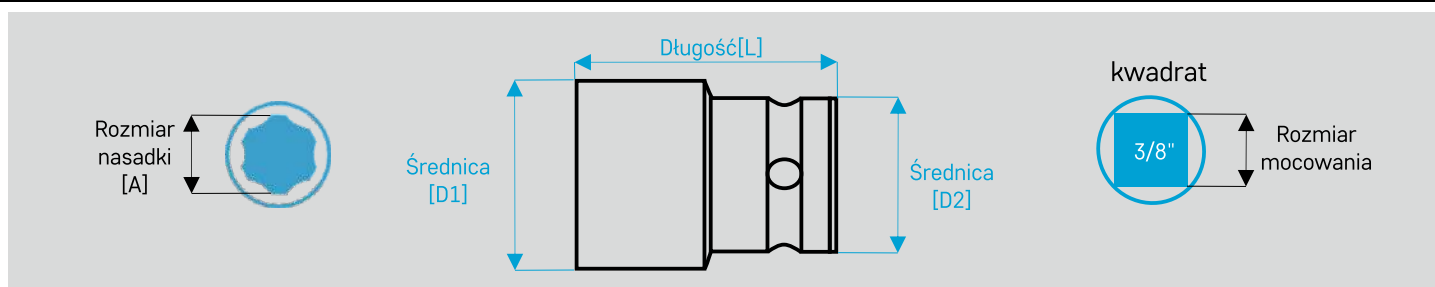 Rozmiar
nasadki
[A]
Długość[L]
Średnica
[D1]
Średnica
[D2]
kwadrat
3/8"
Rozmiar
mocowania